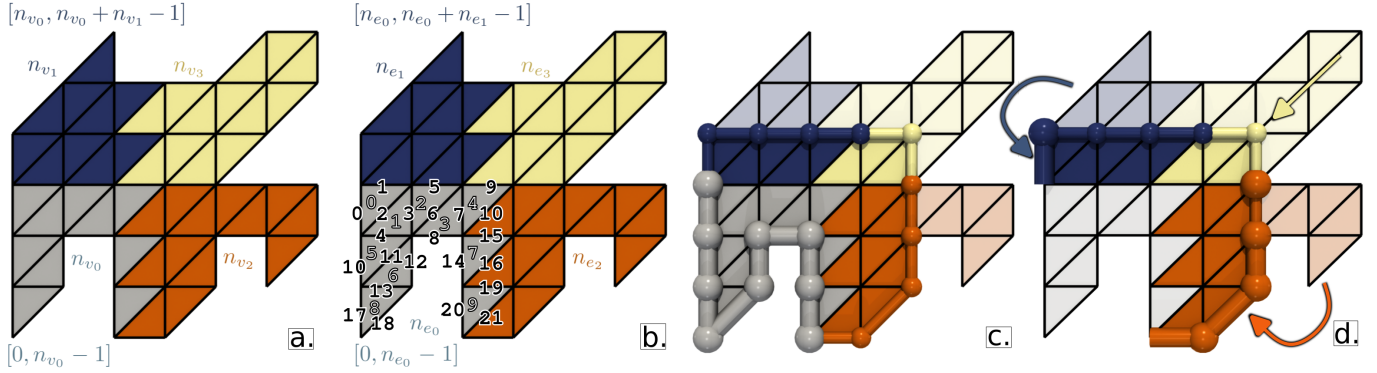 [n_{v_0}, n_{v_0} + n_{v_1} − 1]
n_{v_1}
n_{v_3}
n_{v_0}
n_{v_2}
[0, n_{v_0} − 1]
a.
[n_{e_0}, n_{e_0} + n_{e_1} − 1]
n_{e_1}
n_{e_3}
1 5 9
0 2 4
0 2 3 6 7 10
1 3
4 8 15
5 11 7
10 12 14 16
6
13 19
17 8 20 9
18 21
n_{e_2}
n_{e_0}
[0, n_{e_0} − 1]
b.
c.
d.